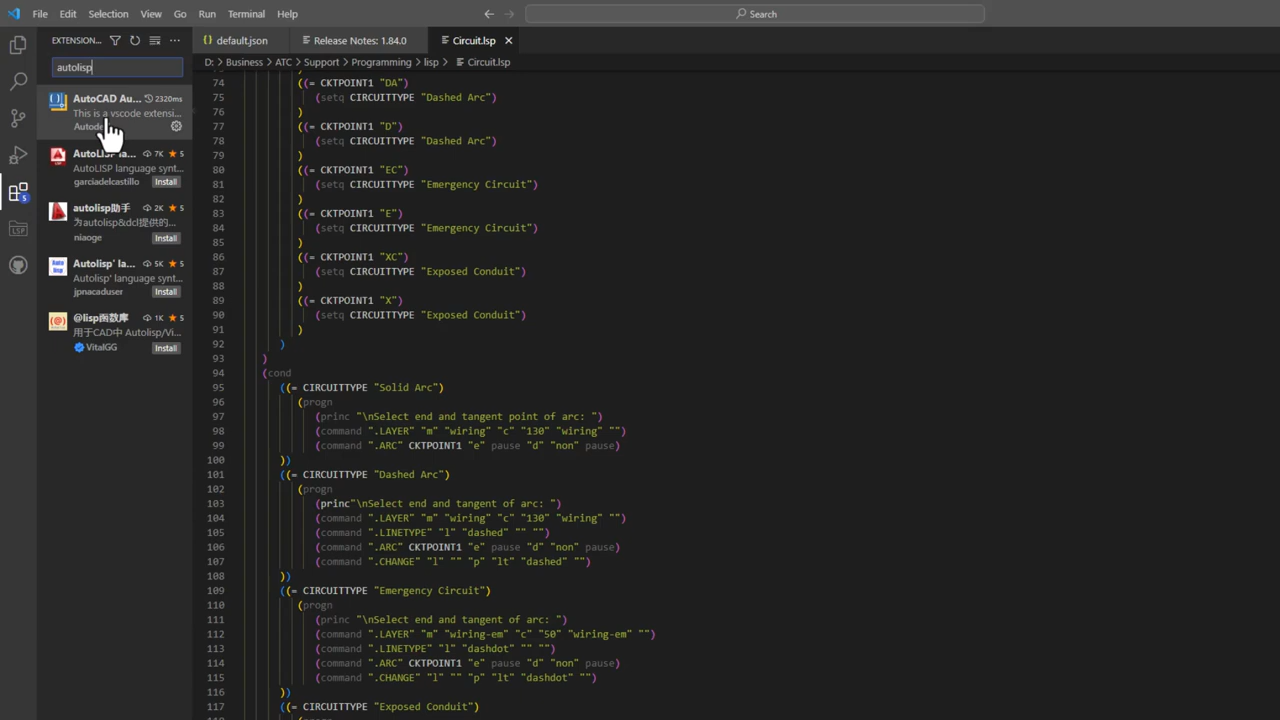 File Edit Selection View Go Run Terminal Help
Search
EXTENSION...
default.json
Release Notes: 1.84.0
Circuit.lsp
D: > Business > ATC > Support > Programming > lisp > Circuit.lsp
autolisp
AutoCAD Au... 2320ms
This is a vscode extensi...
AutoLISP la... 7K 5
AutoLISP language synt...
garciadelcastillo Install
autolisp助手 2K 5
为autolisp&dcl提供的...
niaoge Install
Autolisp' la... 5K 5
Autolisp' language synt...
jpnacaduser Install
@lisp函数库 1K 5
用于CAD中 Autolisp/Vi...
VitalGG Install
5
LSP
74 ((= CKTPOINT1 "DA")
75 (setq CIRCUITTYPE "Dashed Arc")
76 )
77 ((= CKTPOINT1 "D")
78 (setq CIRCUITTYPE "Dashed Arc")
79 )
80 ((= CKTPOINT1 "EC")
81 (setq CIRCUITTYPE "Emergency Circuit")
82 )
83 ((= CKTPOINT1 "E")
84 (setq CIRCUITTYPE "Emergency Circuit")
85 )
86 ((= CKTPOINT1 "XC")
87 (setq CIRCUITTYPE "Exposed Conduit")
88 )
89 ((= CKTPOINT1 "X")
90 (setq CIRCUITTYPE "Exposed Conduit")
91 )
92 )
93 )
94 (cond
95 ((= CIRCUITTYPE "Solid Arc")
96 (progn
97 (princ "\nSelect end and tangent point of arc: ")
98 (command ".LAYER" "m" "wiring" "c" "130" "wiring" "")
99 (command ".ARC" CKTPOINT1 "e" pause "d" "non" pause)
100 ))
101 ((= CIRCUITTYPE "Dashed Arc")
102 (progn
103 (princ"\nSelect end and tangent of arc: ")
104 (command ".LAYER" "m" "wiring" "c" "130" "wiring" "")
105 (command ".LINETYPE" "l" "dashed" "" "")
106 (command ".ARC" CKTPOINT1 "e" pause "d" "non" pause)
107 (command ".CHANGE" "l" "" "p" "lt" "dashed" "")
108 ))
109 ((= CIRCUITTYPE "Emergency Circuit")
110 (progn
111 (princ "\nSelect end and tangent of arc: ")
112 (command ".LAYER" "m" "wiring-em" "c" "50" "wiring-em" "")
113 (command ".LINETYPE" "l" "dashdot" "" "")
114 (command ".ARC" CKTPOINT1 "e" pause "d" "non" pause)
115 (command ".CHANGE" "l" "" "p" "lt" "dashdot" "")
116 ))
117 ((= CIRCUITTYPE "Exposed Conduit")